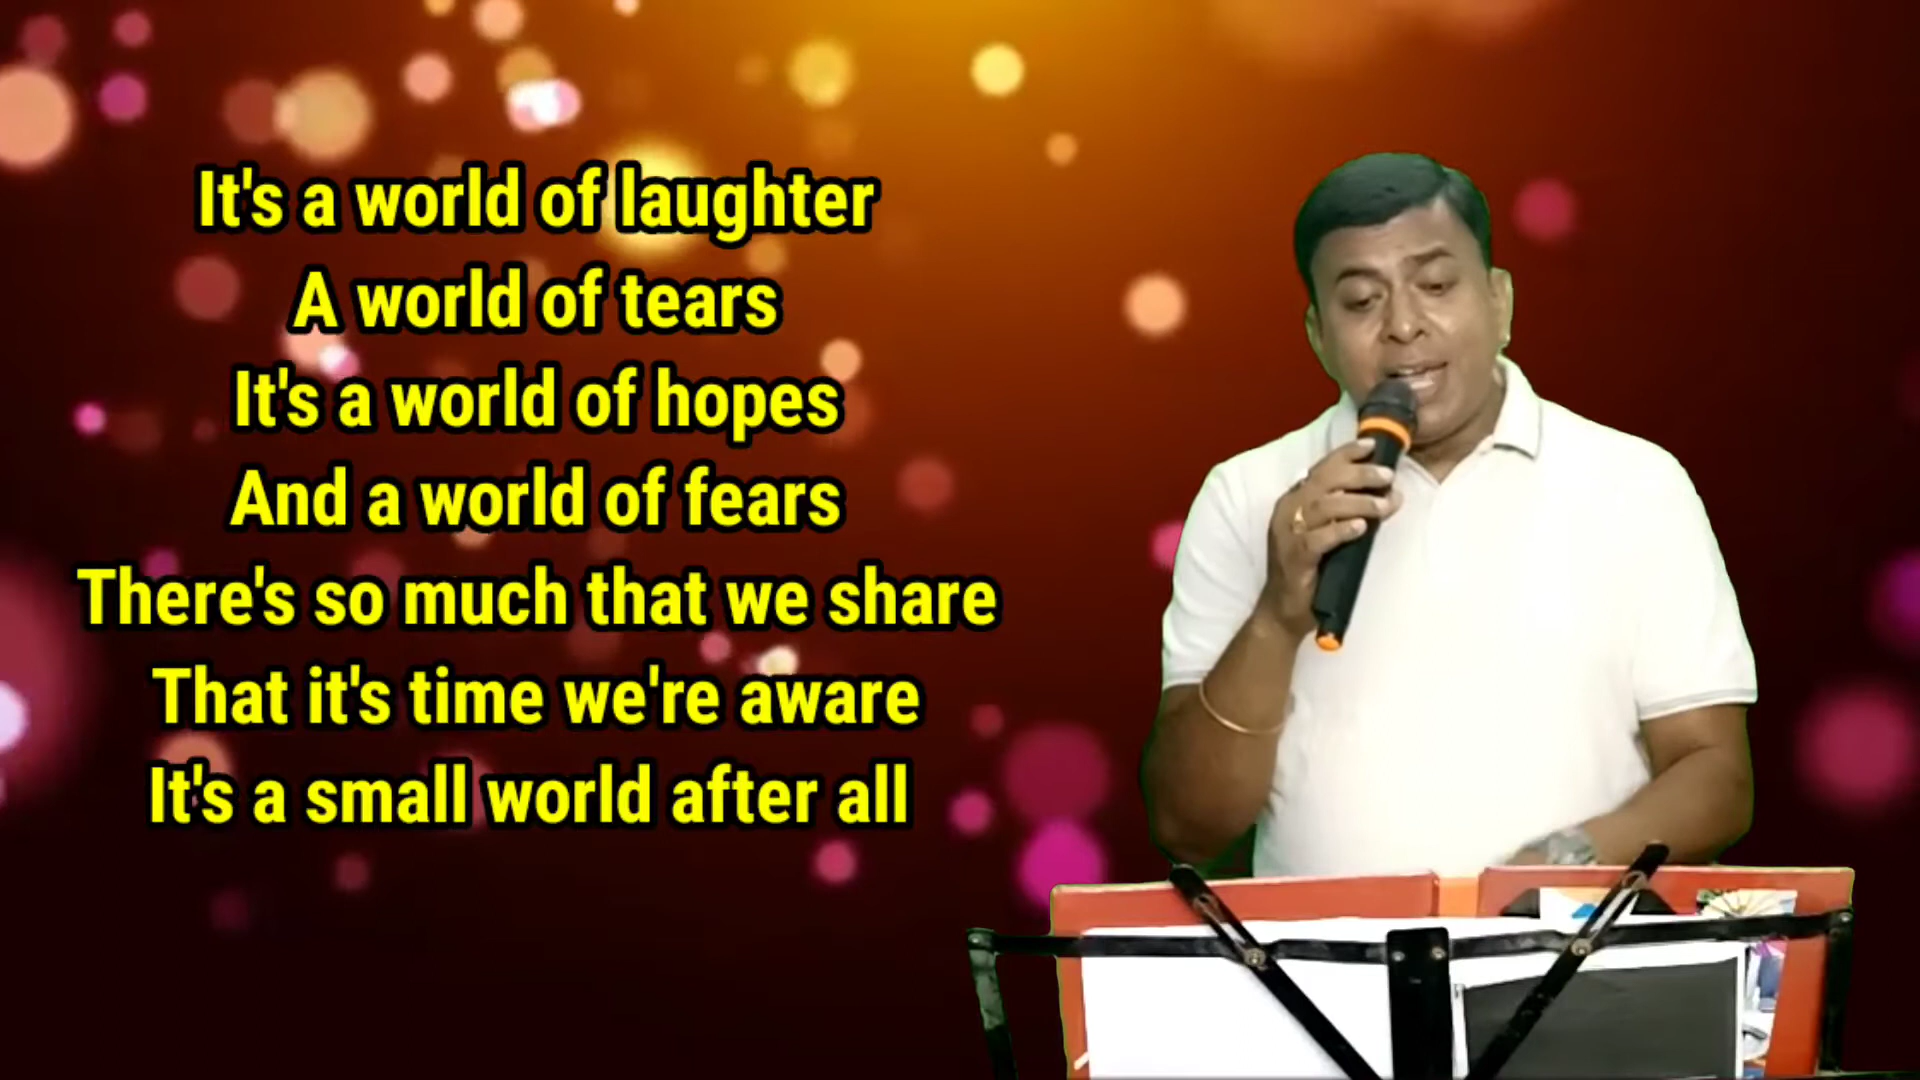 It's a world of laughter
A world of tears
It's a world of hopes
And a world of fears
There's so much that we share
That it's time we're aware
It's a small world after all